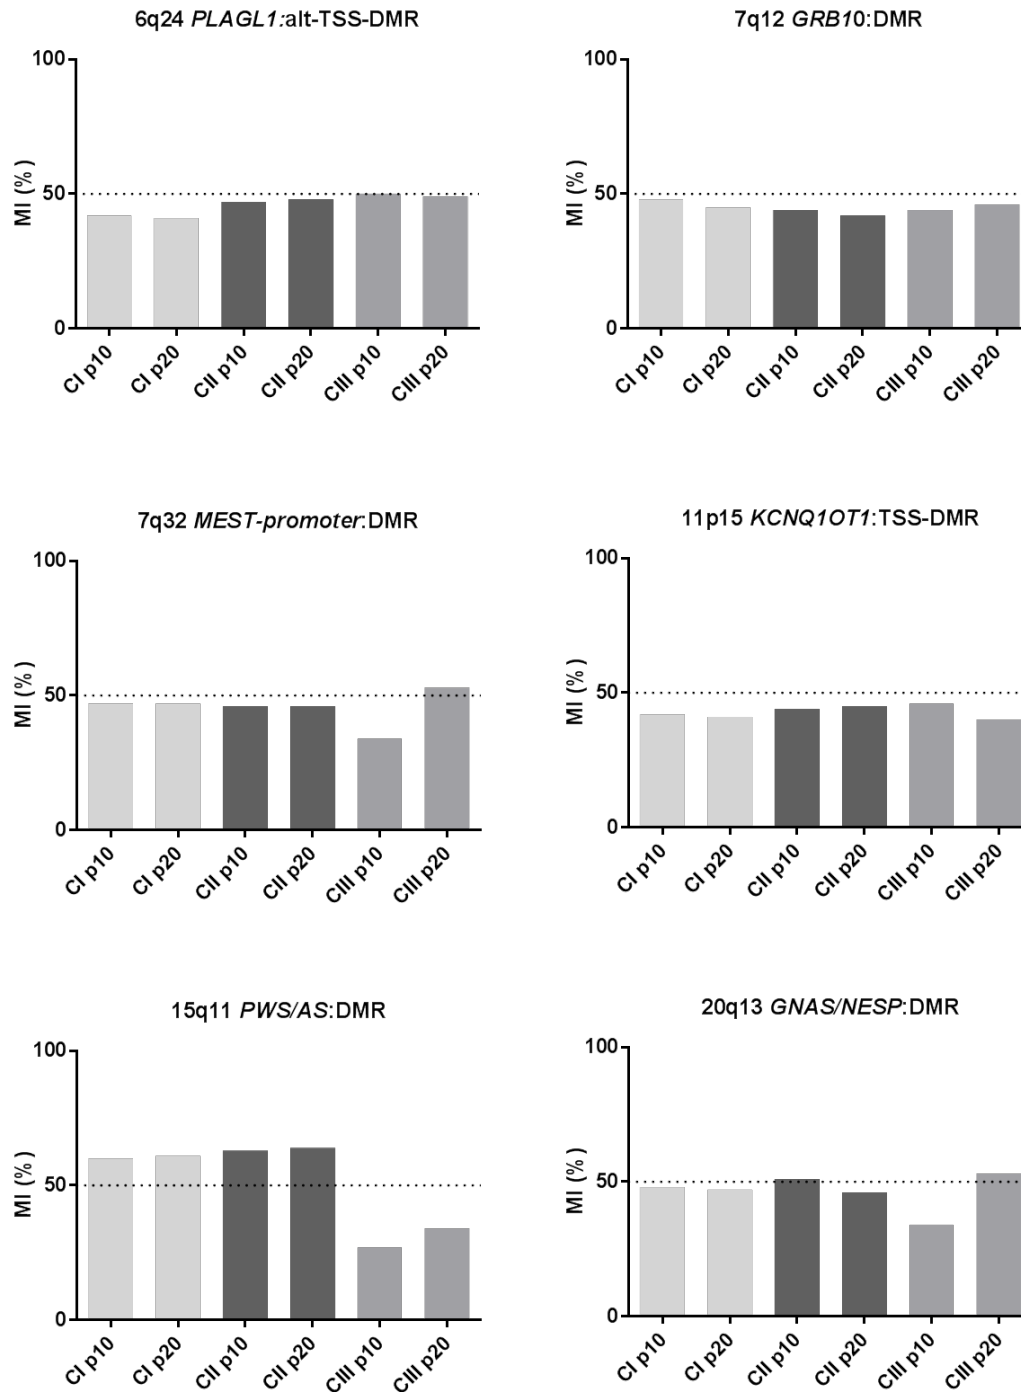 6q24 PLAGL1:alt-TSS-DMR
100
50
0
MI (%)
CI p10
CI p20
CII p10
CII p20
CIII p10
CIII p20
7q12 GRB10:DMR
100
50
0
MI (%)
CI p10
CI p20
CII p10
CII p20
CIII p10
CIII p20
7q32 MEST-promoter:DMR
100
50
0
MI (%)
CI p10
CI p20
CII p10
CII p20
CIII p10
CIII p20
11p15 KCNQ1OT1:TSS-DMR
100
50
0
MI (%)
CI p10
CI p20
CII p10
CII p20
CIII p10
CIII p20
15q11 PWS/AS:DMR
100
50
0
MI (%)
CI p10
CI p20
CII p10
CII p20
CIII p10
CIII p20
20q13 GNAS/NESP:DMR
100
50
0
MI (%)
CI p10
CI p20
CII p10
CII p20
CIII p10
CIII p20